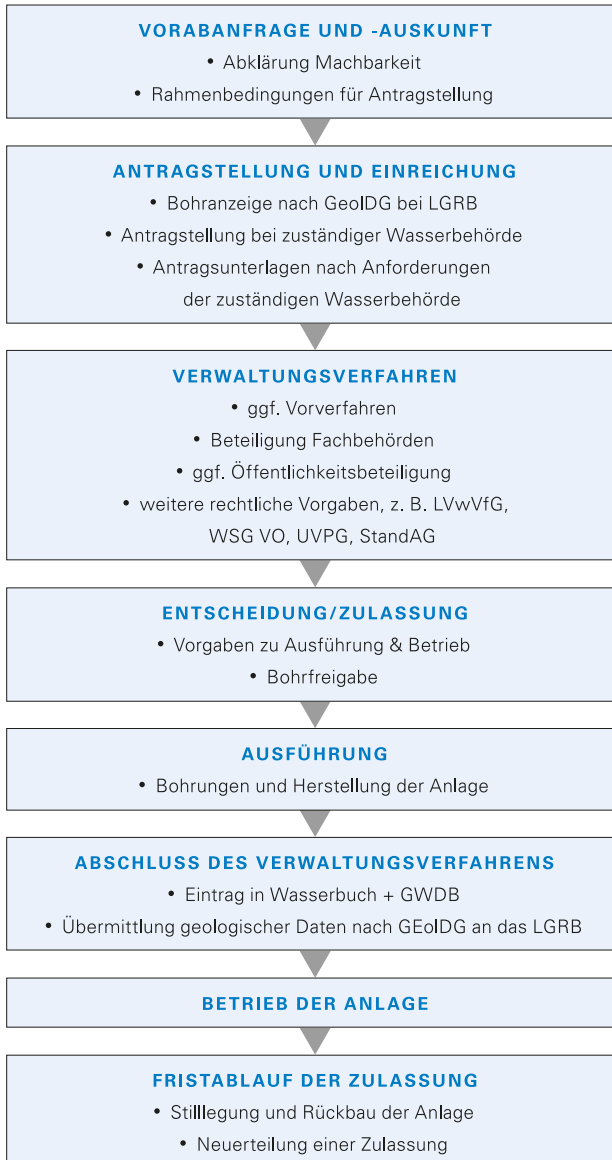 VORABANFRAGE UND -AUSKUNFT
• Abklärung Machbarkeit
• Rahmenbedingungen für Antragstellung
ANTRAGSTELLUNG UND EINREICHUNG
• Bohranzeige nach GeolDG bei LGRB
• Antragstellung bei zuständiger Wasserbehörde
• Antragsunterlagen nach Anforderungen
der zuständigen Wasserbehörde
VERWALTUNGSVERFAHREN
• ggf. Vorverfahren
• Beteiligung Fachbehörden
• ggf. Öffentlichkeitsbeteiligung
• weitere rechtliche Vorgaben, z. B. LVwVfG,
WSG VO, UVPG, StandAG
ENTSCHEIDUNG/ZULASSUNG
• Vorgaben zu Ausführung & Betrieb
• Bohrfreigabe
AUSFÜHRUNG
• Bohrungen und Herstellung der Anlage
ABSCHLUSS DES VERWALTUNGSVERFAHRENS
• Eintrag in Wasserbuch + GWDB
• Übermittlung geologischer Daten nach GEolDG an das LGRB
BETRIEB DER ANLAGE
FRISTABLAUF DER ZULASSUNG
• Stilllegung und Rückbau der Anlage
• Neuerteilung einer Zulassung